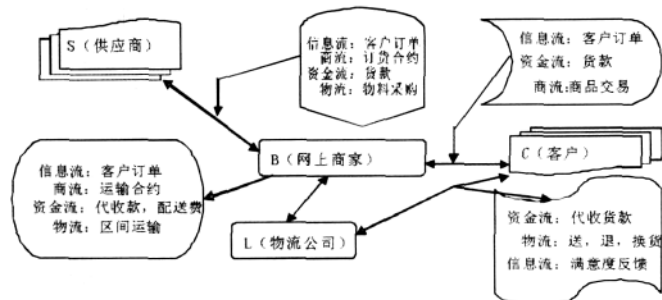 S（供应商）
信息流：客户订单
商流：订货合约
资金流：货款
物流：物料采购
信息流：客户订单
资金流：货款
商流：商品交易
B（网上商家）
C（客户）
信息流：客户订单
商流：运输合约
资金流：代收款，配送费
物流：区间运输
L（物流公司）
资金流：代收货款
物流：送，退，换货
信息流：满意度反馈